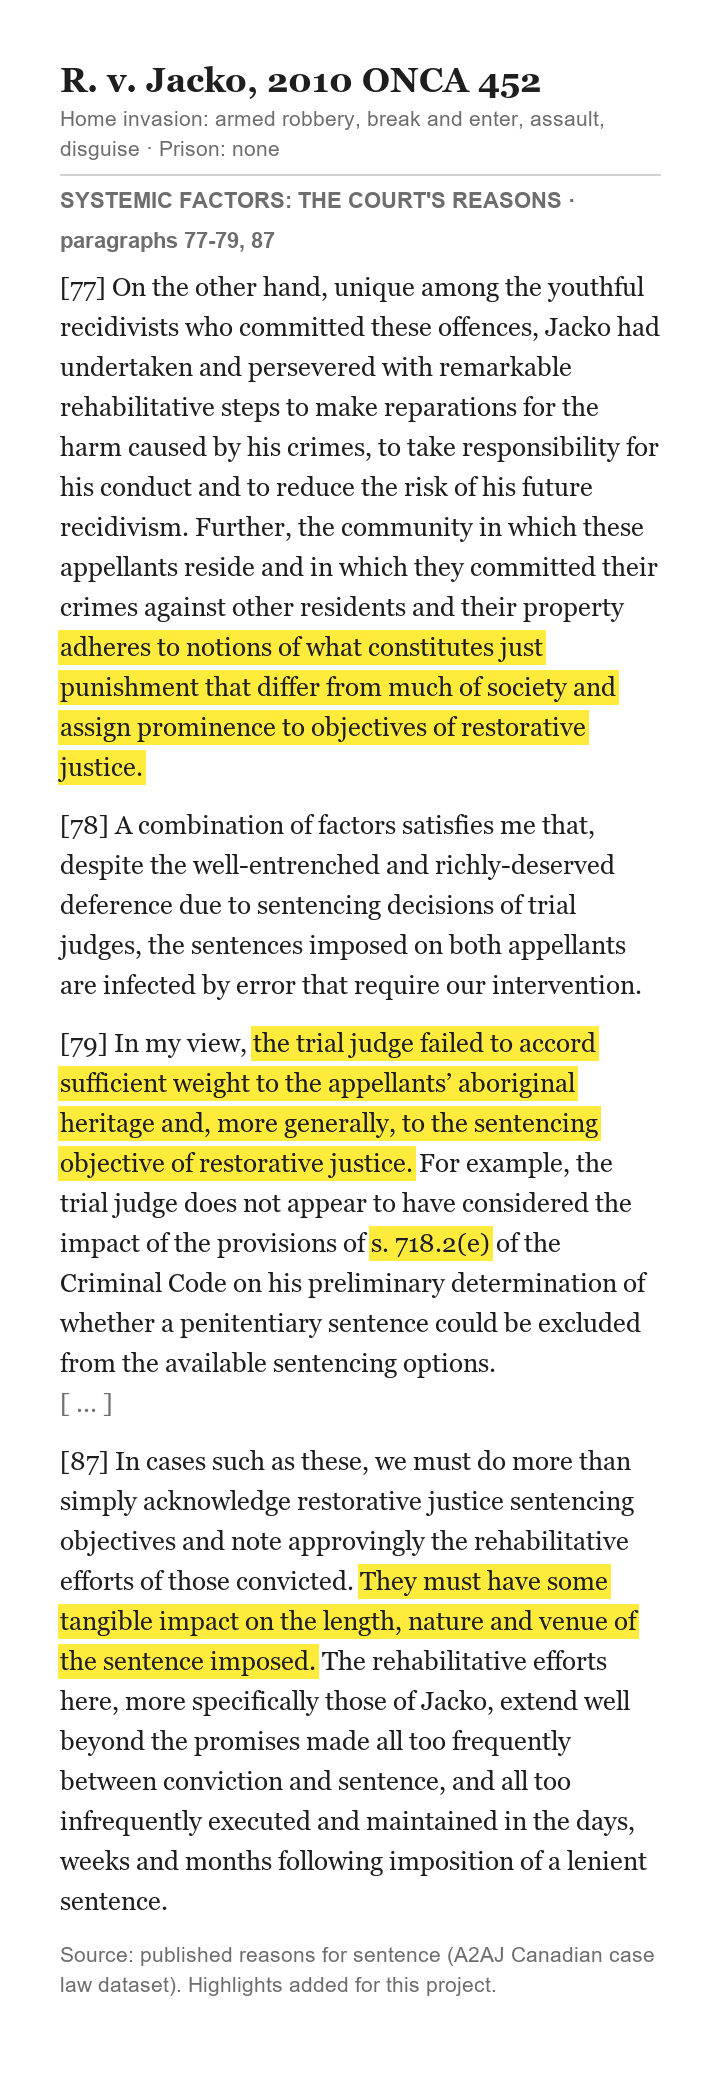 R. v. Jacko, 2010 ONCA 452
Home invasion: armed robbery, break and enter, assault,
disguise · Prison: none
SYSTEMIC FACTORS: THE COURT'S REASONS ·
paragraphs 77-79, 87
[77] On the other hand, unique among the youthful
recidivists who committed these offences, Jacko had
undertaken and persevered with remarkable
rehabilitative steps to make reparations for the
harm caused by his crimes, to take responsibility for
his conduct and to reduce the risk of his future
recidivism. Further, the community in which these
appellants reside and in which they committed their
crimes against other residents and their property
adheres to notions of what constitutes just
punishment that differ from much of society and
assign prominence to objectives of restorative
justice.
[78] A combination of factors satisfies me that,
despite the well-entrenched and richly-deserved
deference due to sentencing decisions of trial
judges, the sentences imposed on both appellants
are infected by error that require our intervention.
[79] In my view, the trial judge failed to accord
sufficient weight to the appellants’ aboriginal
heritage and, more generally, to the sentencing
objective of restorative justice. For example, the
trial judge does not appear to have considered the
impact of the provisions of s. 718.2(e) of the
Criminal Code on his preliminary determination of
whether a penitentiary sentence could be excluded
from the available sentencing options.
[ ... ]
[87] In cases such as these, we must do more than
simply acknowledge restorative justice sentencing
objectives and note approvingly the rehabilitative
efforts of those convicted. They must have some
tangible impact on the length, nature and venue of
the sentence imposed. The rehabilitative efforts
here, more specifically those of Jacko, extend well
beyond the promises made all too frequently
between conviction and sentence, and all too
infrequently executed and maintained in the days,
weeks and months following imposition of a lenient
sentence.
Source: published reasons for sentence (A2AJ Canadian case
law dataset). Highlights added for this project.